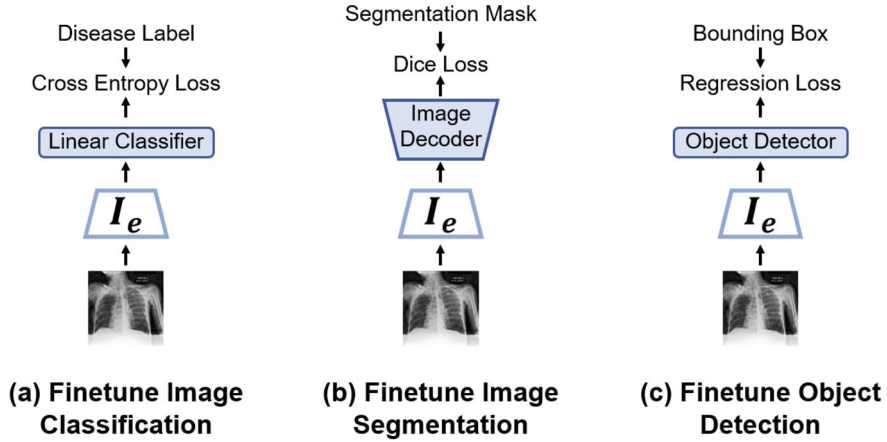 Disease Label
Cross Entropy Loss
Linear Classifier
I_e
(a) Finetune Image
Classification
Segmentation Mask
Dice Loss
Image
Decoder
I_e
(b) Finetune Image
Segmentation
Bounding Box
Regression Loss
Object Detector
I_e
(c) Finetune Object
Detection